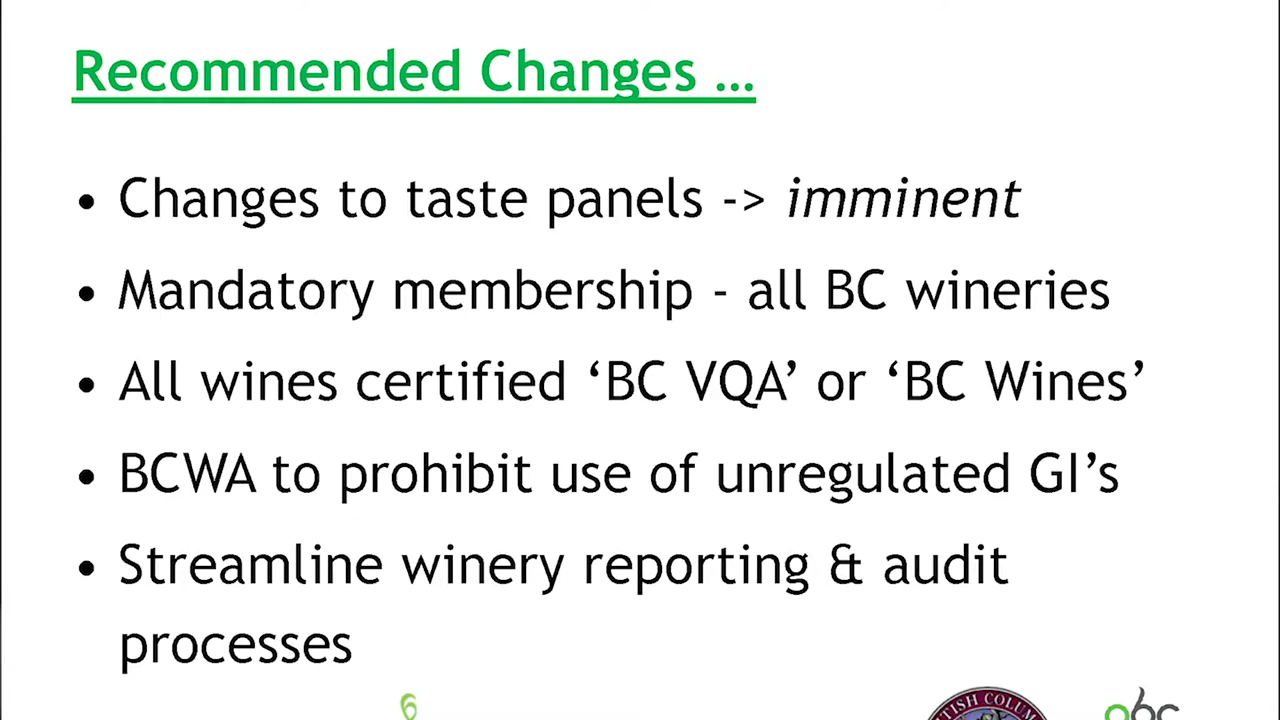 Recommended Changes ...
• Changes to taste panels -> imminent
• Mandatory membership - all BC wineries
• All wines certified ‘BC VQA’ or ‘BC Wines’
• BCWA to prohibit use of unregulated GI’s
• Streamline winery reporting & audit
processes
6
abc